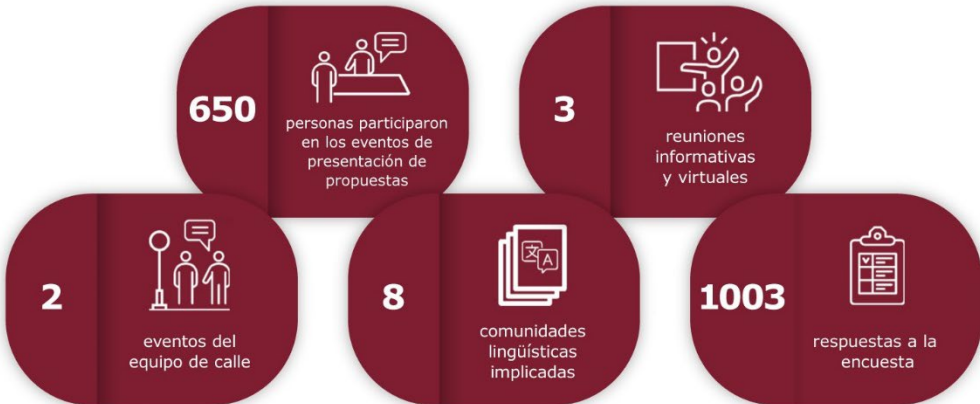 650
personas participaron
en los eventos de
presentación de
propuestas
3
reuniones
informativas
y virtuales
2
eventos del
equipo de calle
8
文 A
comunidades
lingüísticas
implicadas
1003
respuestas a la
encuesta